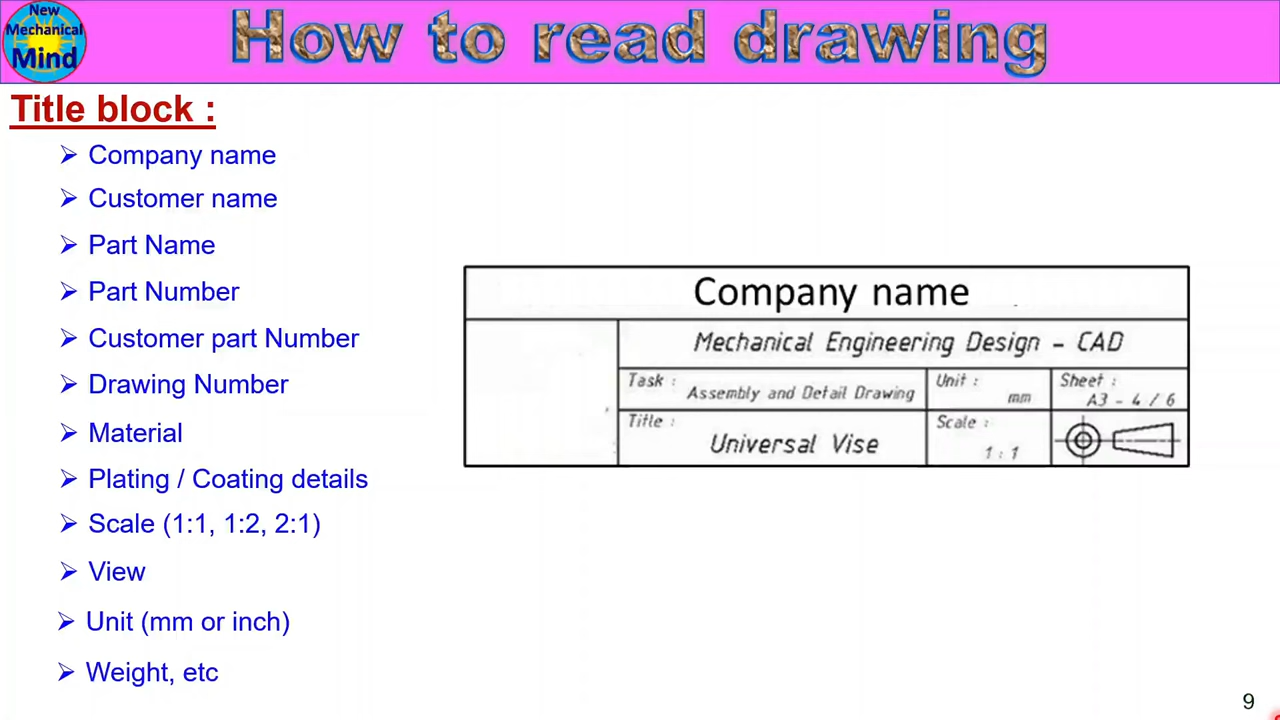 New
Mechanical
Mind
How to read drawing
Title block :
Company name
Customer name
Part Name
Part Number
Customer part Number
Drawing Number
Material
Plating / Coating details
Scale (1:1, 1:2, 2:1)
View
Unit (mm or inch)
Weight, etc
Company name
Mechanical Engineering Design - CAD
Task :
Assembly and Detail Drawing
Unit :
mm
Sheet :
A3 - 4 / 6
Title :
Universal Vise
Scale :
1 : 1
9